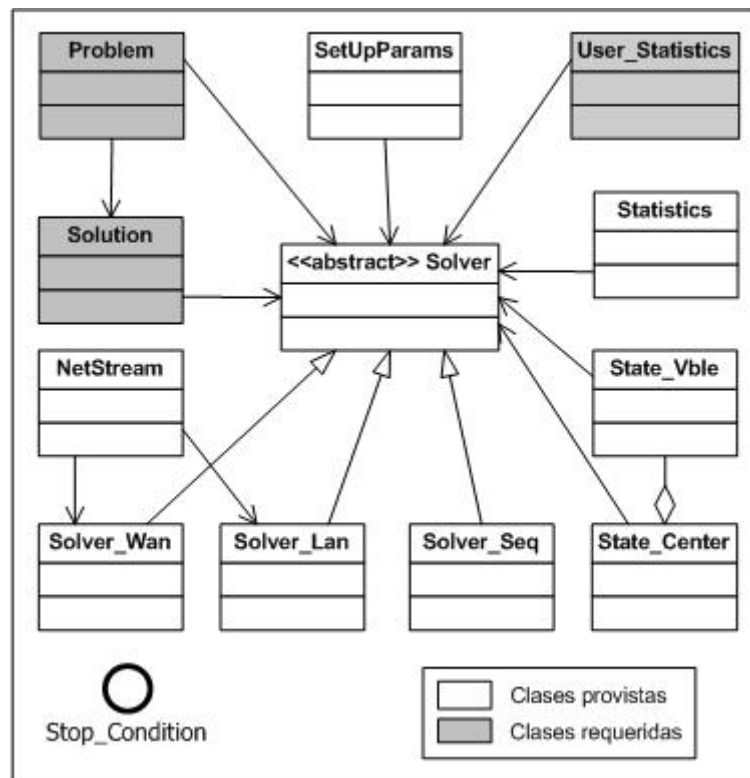 Problem
SetUpParams
User_Statistics
Solution
<<abstract>> Solver
Statistics
NetStream
State_Vble
Solver_Wan
Solver_Lan
Solver_Seq
State_Center
Stop_Condition
Clases provistas
Clases requeridas